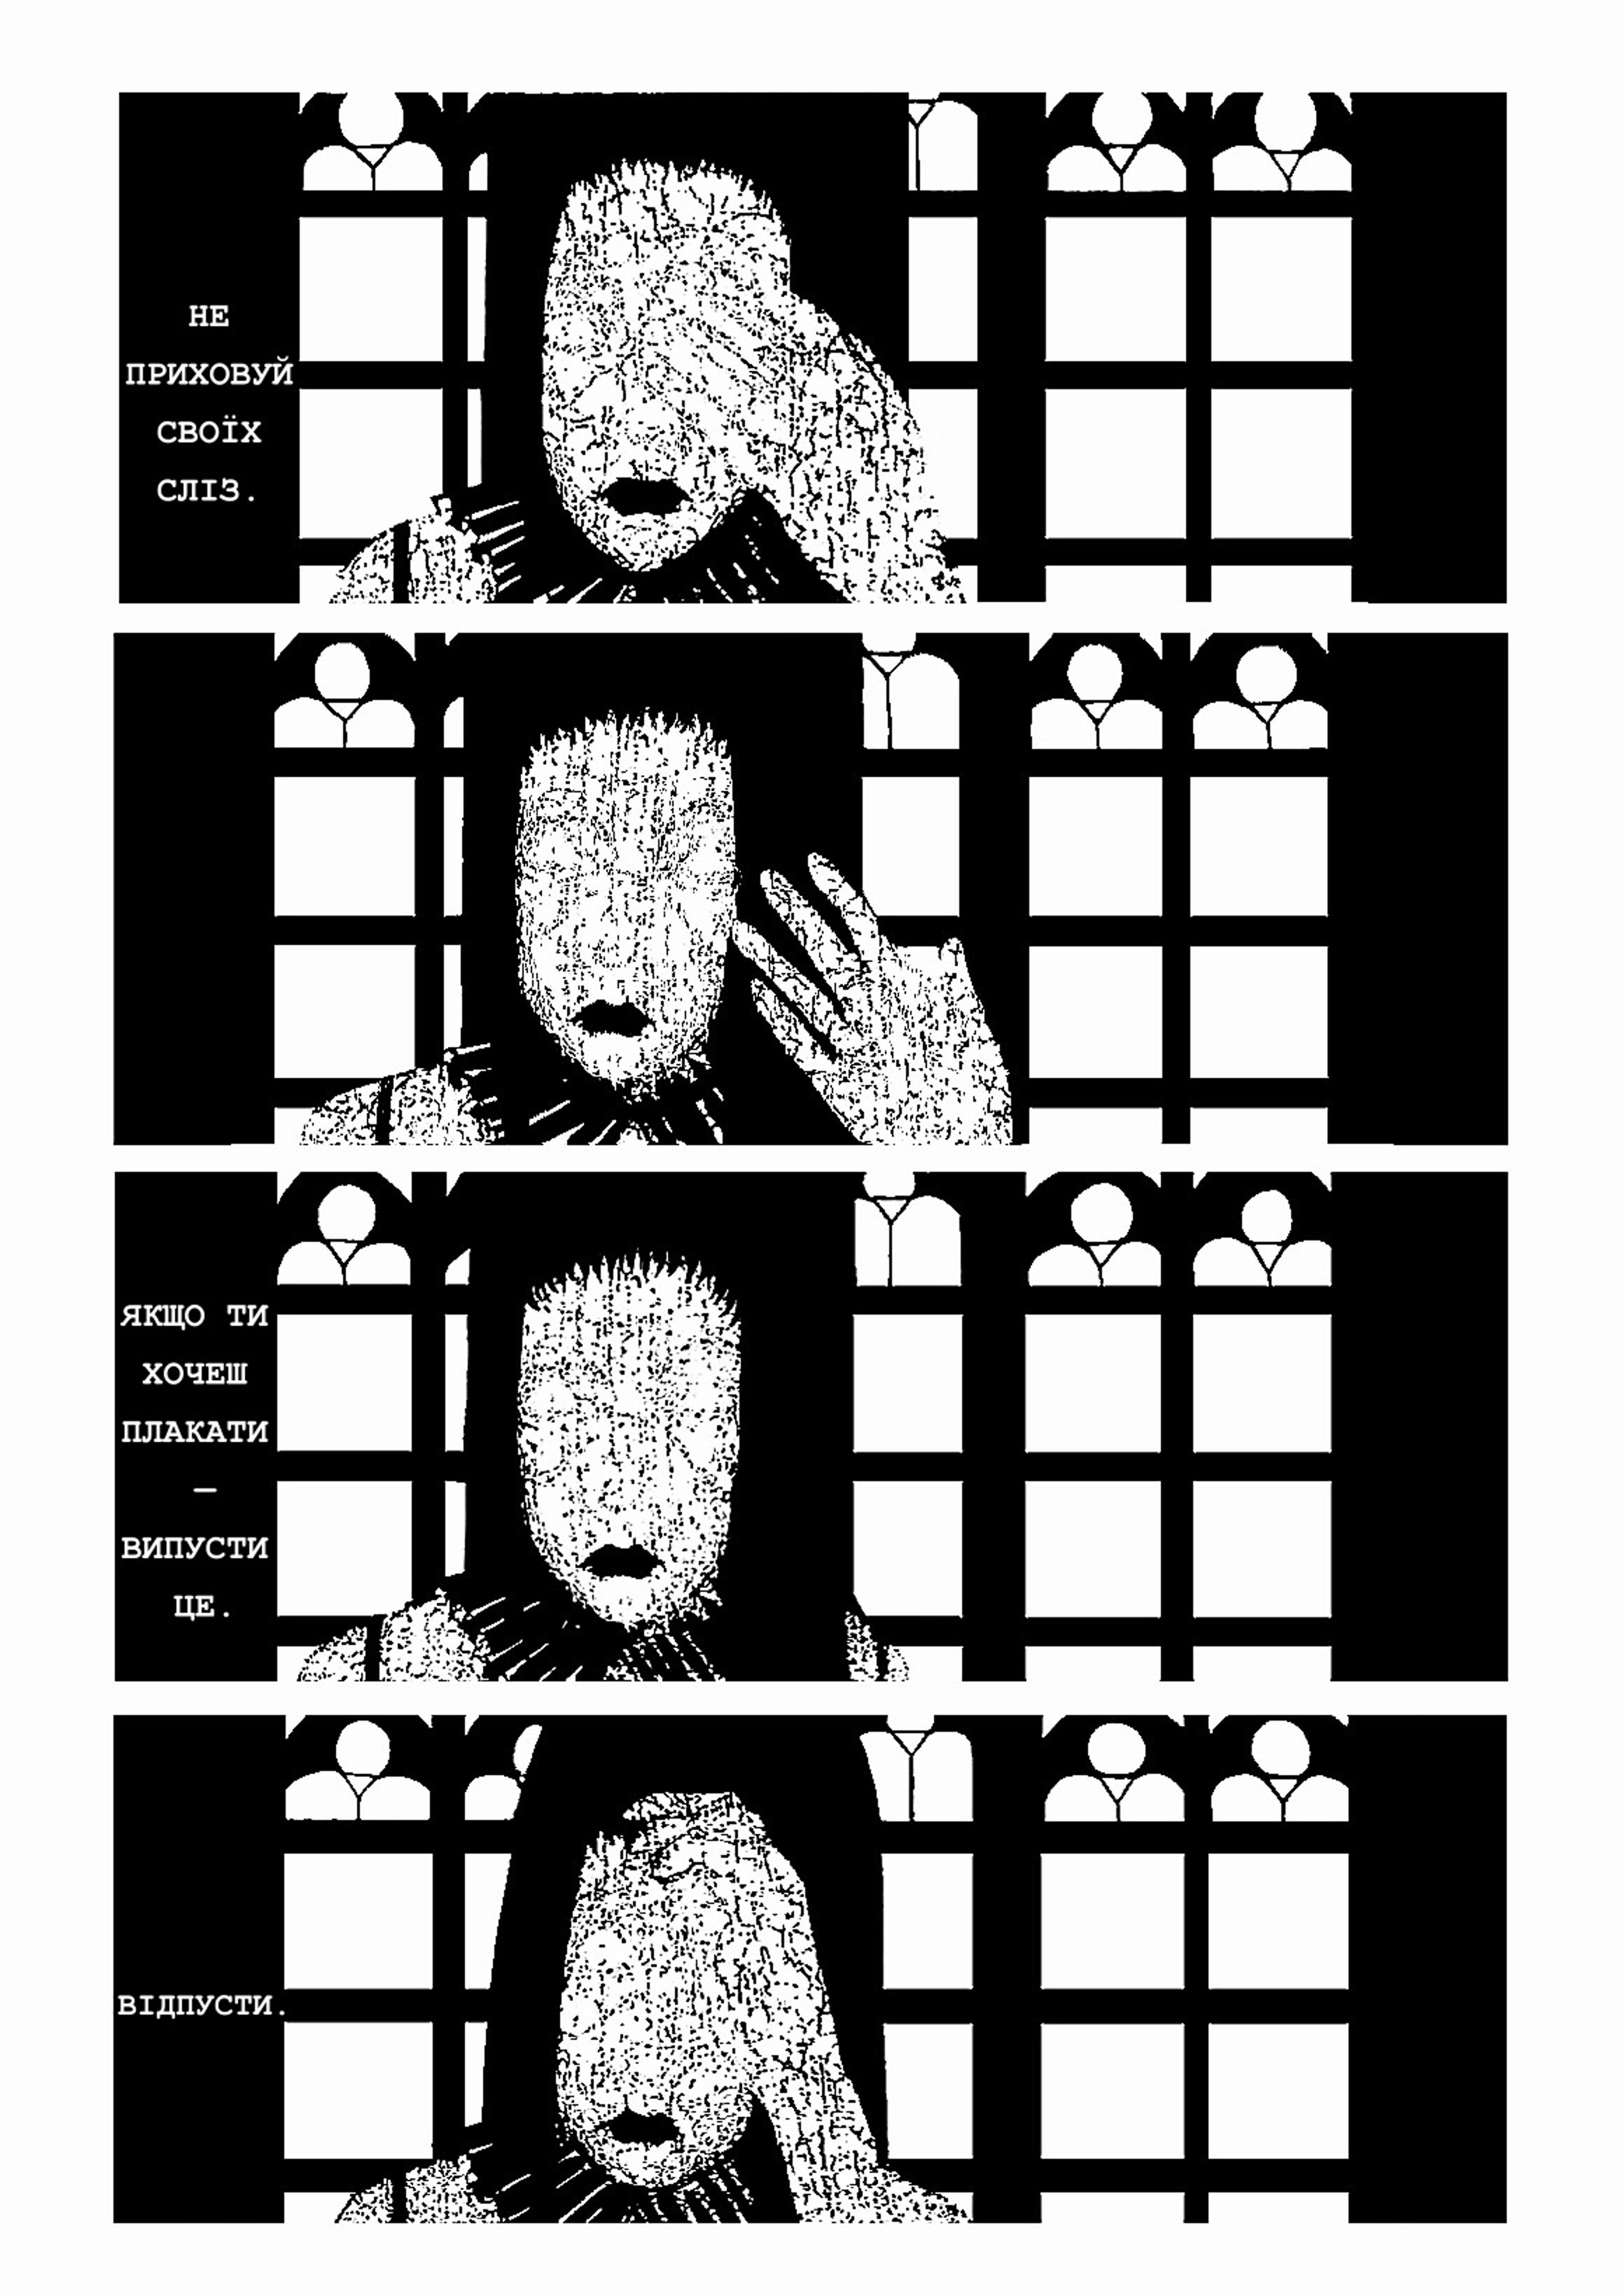 НЕ
ПРИХОВУЙ
СВОЇХ
СЛІЗ.
ЯКЩО ТИ
ХОЧЕШ
ПЛАКАТИ
—
ВИПУСТИ
ЦЕ.
ВІДПУСТИ.